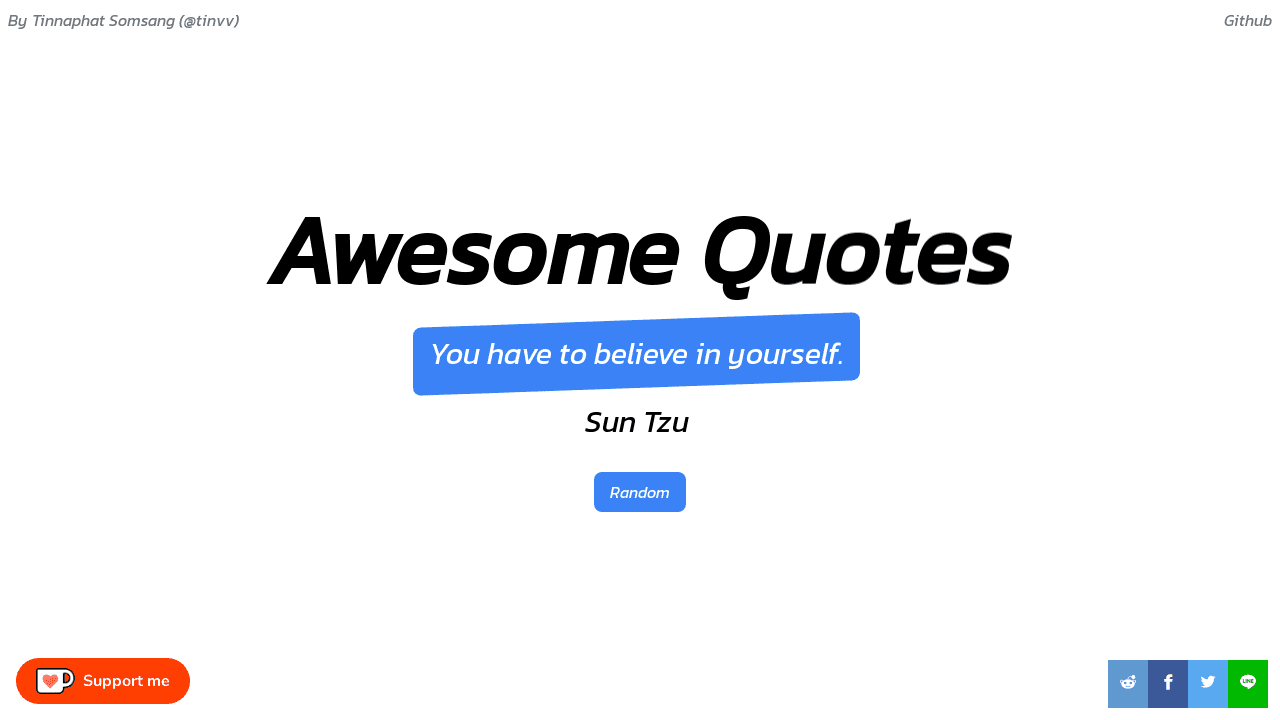 By Tinnaphat Somsang (@tinvv)
Github
Awesome Quotes
You have to believe in yourself.
Sun Tzu
Random
Support me
LINE